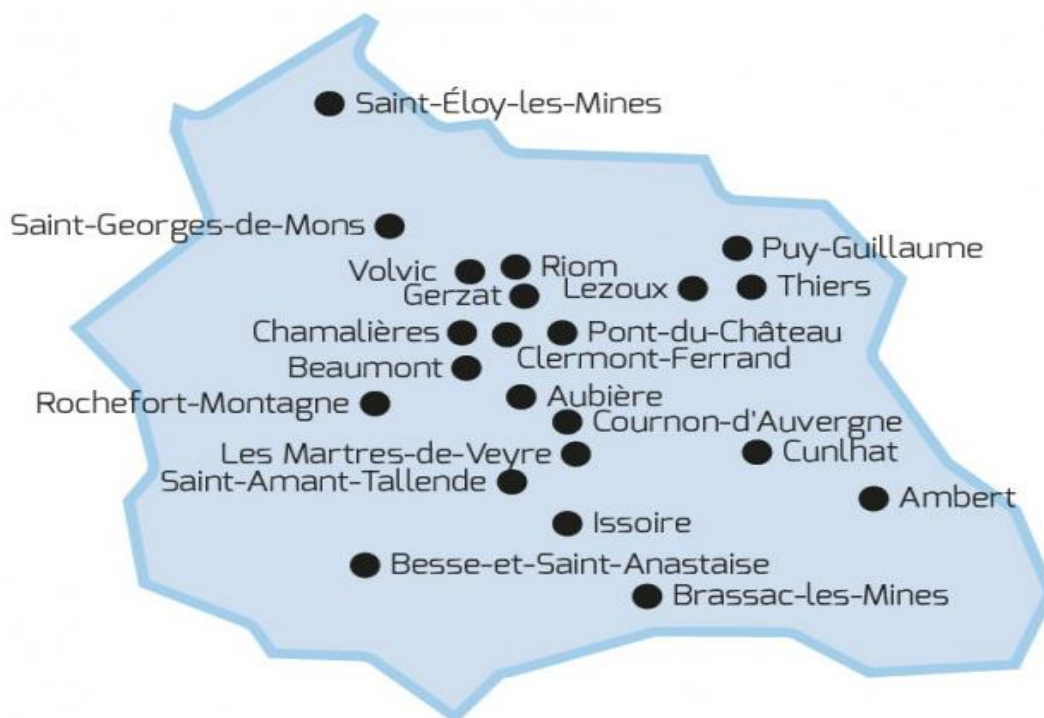 Saint-Éloy-les-Mines
Saint-Georges-de-Mons
Puy-Guillaume
Volvic
Riom
Gerzat
Lezoux
Thiers
Chamalières
Pont-du-Château
Clermont-Ferrand
Beaumont
Aubière
Rochefort-Montagne
Cournon-d'Auvergne
Les Martres-de-Veyre
Cunlhat
Saint-Amant-Tallende
Ambert
Issoire
Besse-et-Saint-Anastaise
Brassac-les-Mines